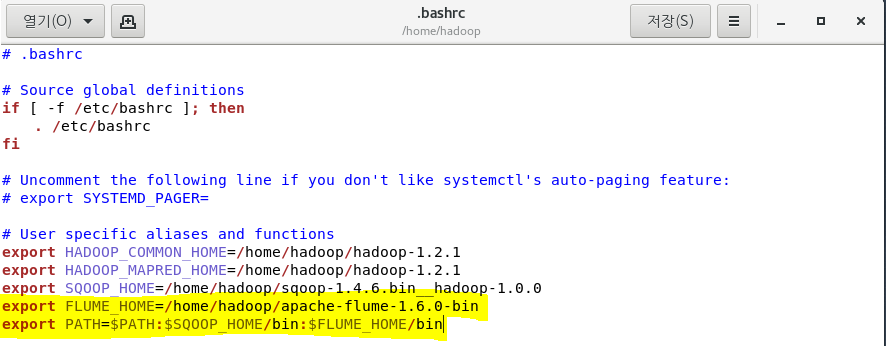 열기(O)
.bashrc
/home/hadoop
저장(S)
# .bashrc
# Source global definitions
if [ -f /etc/bashrc ]; then
    . /etc/bashrc
fi
# Uncomment the following line if you don't like systemctl's auto-paging feature:
# export SYSTEMD_PAGER=
# User specific aliases and functions
export HADOOP_COMMON_HOME=/home/hadoop/hadoop-1.2.1
export HADOOP_MAPRED_HOME=/home/hadoop/hadoop-1.2.1
export SQOOP_HOME=/home/hadoop/sqoop-1.4.6.bin__hadoop-1.0.0
export FLUME_HOME=/home/hadoop/apache-flume-1.6.0-bin
export PATH=$PATH:$SQOOP_HOME/bin:$FLUME_HOME/bin